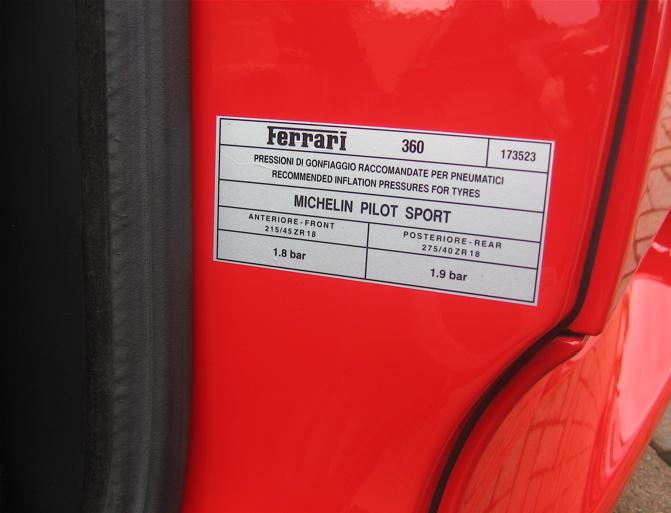 Ferrari 360 173523
PRESSIONI DI GONFIAGGIO RACCOMANDATE PER PNEUMATICI
RECOMMENDED INFLATION PRESSURES FOR TYRES
MICHELIN PILOT SPORT
ANTERIORE-FRONT POSTERIORE-REAR
215/45ZR18 275/40ZR18
1.8 bar 1.9 bar